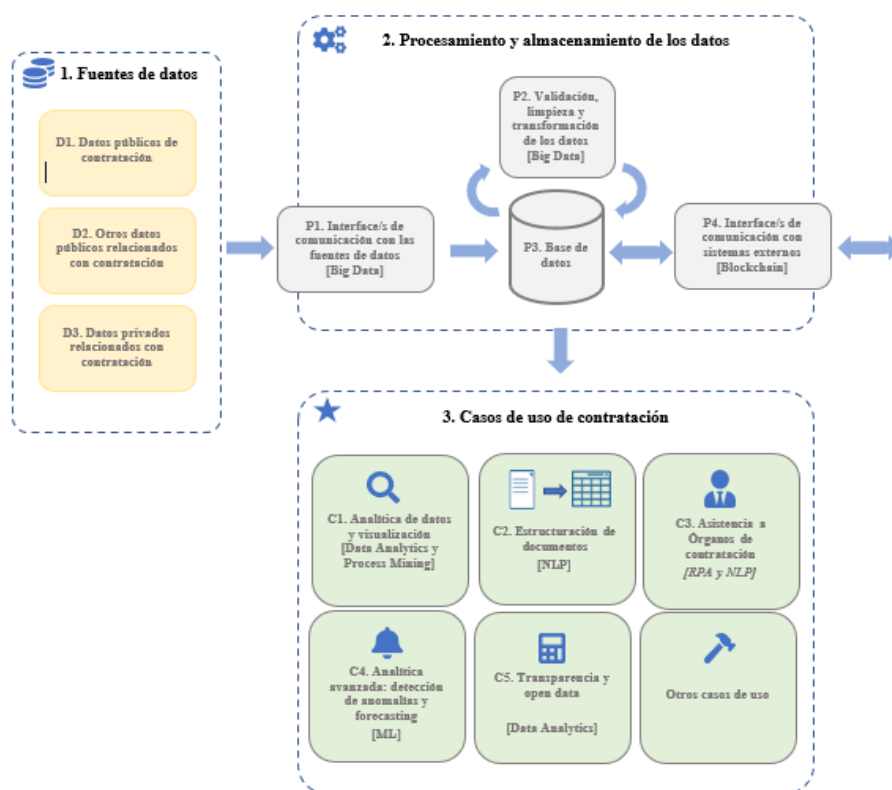 1. Fuentes de datos
D1. Datos públicos de
contratación
D2. Otros datos
públicos relacionados
con contratación
D3. Datos privados
relacionados con
contratación
2. Procesamiento y almacenamiento de los datos
P1. Interface/s de
comunicación con las
fuentes de datos
[Big Data]
P2. Validación,
limpieza y
transformación
de los datos
[Big Data]
P3. Base de
datos
P4. Interface/s de
comunicación con
sistemas externos
[Blockchain]
3. Casos de uso de contratación
C1. Analítica de datos
y visualización
[Data Analytics y
Process Mining]
C2. Estructuración de
documentos
[NLP]
C3. Asistencia a
Órganos de
contratación
[RPA y NLP]
C4. Analítica
avanzada: detección
de anomalías y
forecasting
[ML]
C5. Transparencia y
open data
[Data Analytics]
Otros casos de uso